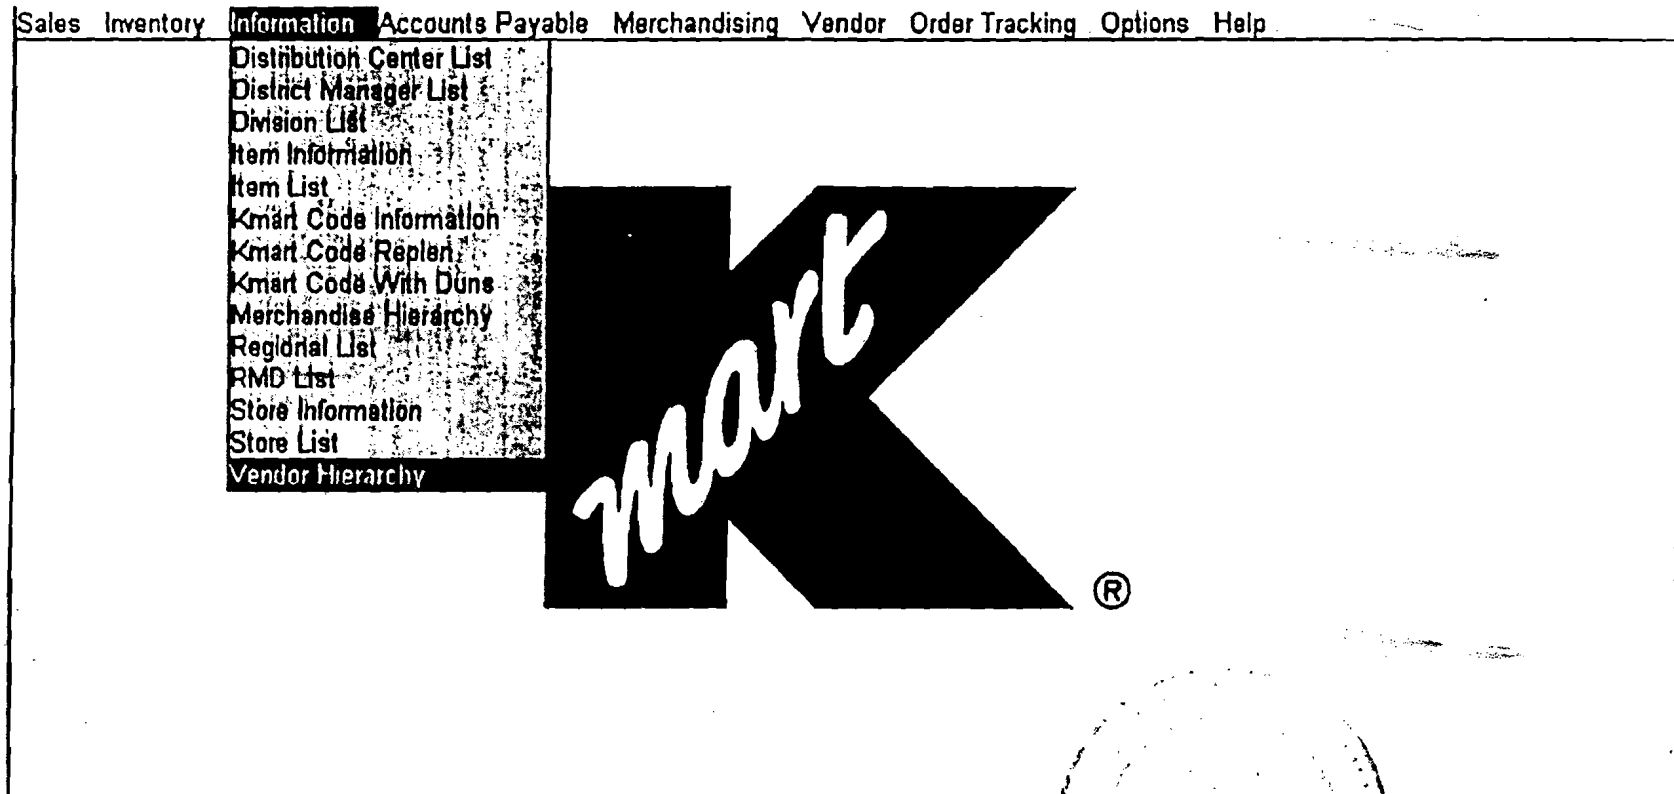 Sales Inventory Information Accounts Payable Merchandising Vendor Order Tracking Options Help
Distribution Center List
District Manager List
Division List
Item Information
Item List
Kmart Code Information
Kmart Code Replen
Kmart Code With Duns
Merchandise Hierarchy
Regional List
RMD List
Store Information
Store List
Vendor Hierarchy
K
mart
®